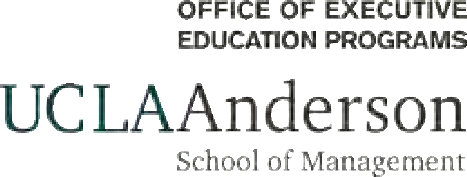 OFFICE OF EXECUTIVE
EDUCATION PROGRAMS
UCLAAnderson
School of Management